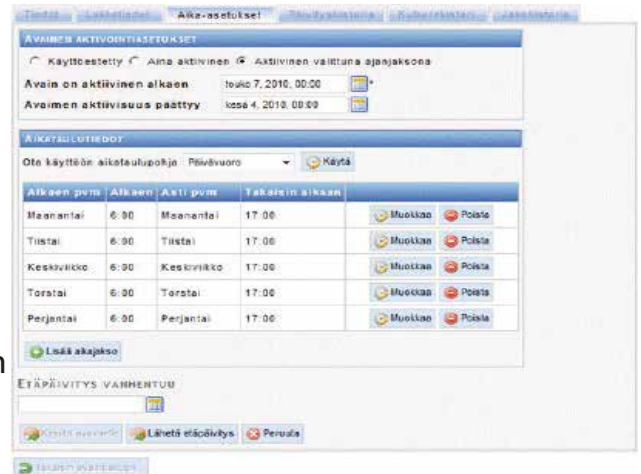 Aika-asetukset
AVAIMEN AKTIVOINTIASETUKSET
Käyttöestetty Aina aktiivinen Aktiivinen valittuna ajanjaksona
Avain on aktiivinen alkaen touko 7, 2010, 00:00 *
Avaimen aktiivisuus päättyy kesä 4, 2010, 00:00
AIKATAULUTIEDOT
Ota käyttöön aikataulupohja Päivävuoro Käytä
Alkaen pvm Alkaen Asti pvm Takaisin aikaan
Maanantai 6:00 Maanantai 17:00 Muokkaa Poista
Tiistai 6:00 Tiistai 17:00 Muokkaa Poista
Keskiviikko 6:00 Keskiviikko 17:00 Muokkaa Poista
Torstai 6:00 Torstai 17:00 Muokkaa Poista
Perjantai 6:00 Perjantai 17:00 Muokkaa Poista
Lisää aikajakso
ETÄPÄIVITYS VANHENTUU
Lähetä etäpäivitys Peruuta